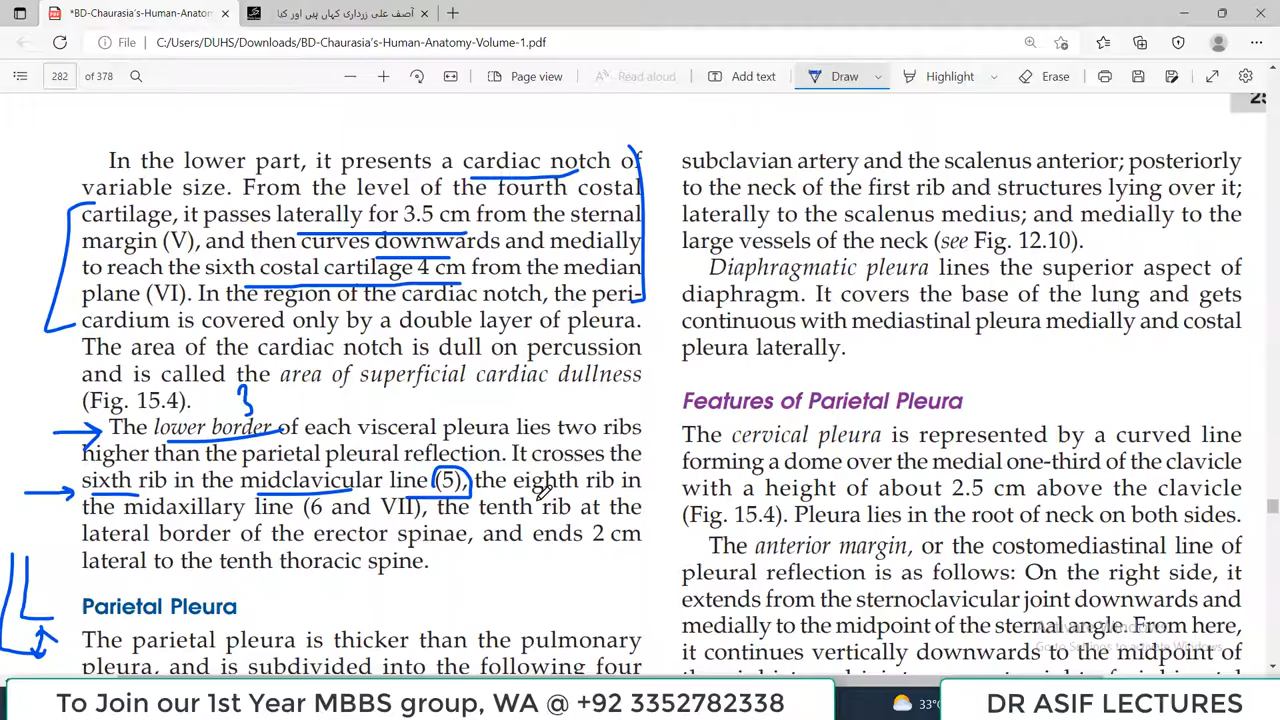 *BD-Chaurasia's-Human-Anatomy-
آصف علی زرداری کہاں ہیں اور کیا
File
C:/Users/DUHS/Downloads/BD-Chaurasia's-Human-Anatomy-Volume-1.pdf
282 of 378
Page view
Read aloud
Add text
Draw
Highlight
Erase
25
In the lower part, it presents a cardiac notch of
variable size. From the level of the fourth costal
cartilage, it passes laterally for 3.5 cm from the sternal
margin (V), and then curves downwards and medially
to reach the sixth costal cartilage 4 cm from the median
plane (VI). In the region of the cardiac notch, the peri-
cardium is covered only by a double layer of pleura.
The area of the cardiac notch is dull on percussion
and is called the area of superficial cardiac dullness
(Fig. 15.4).
3
The lower border of each visceral pleura lies two ribs
higher than the parietal pleural reflection. It crosses the
sixth rib in the midclavicular line (5), the eighth rib in
the midaxillary line (6 and VII), the tenth rib at the
lateral border of the erector spinae, and ends 2 cm
lateral to the tenth thoracic spine.
Parietal Pleura
The parietal pleura is thicker than the pulmonary
pleura, and is subdivided into the following four
subclavian artery and the scalenus anterior; posteriorly
to the neck of the first rib and structures lying over it;
laterally to the scalenus medius; and medially to the
large vessels of the neck (see Fig. 12.10).
Diaphragmatic pleura lines the superior aspect of
diaphragm. It covers the base of the lung and gets
continuous with mediastinal pleura medially and costal
pleura laterally.
Features of Parietal Pleura
The cervical pleura is represented by a curved line
forming a dome over the medial one-third of the clavicle
with a height of about 2.5 cm above the clavicle
(Fig. 15.4). Pleura lies in the root of neck on both sides.
The anterior margin, or the costomediastinal line of
pleural reflection is as follows: On the right side, it
extends from the sternoclavicular joint downwards and
medially to the midpoint of the sternal angle. From here,
it continues vertically downwards to the midpoint of
Activate Windows
Go to Settings to activate Windows.
To Join our 1st Year MBBS group, WA @ +92 3352782338
33°
DR ASIF LECTURES